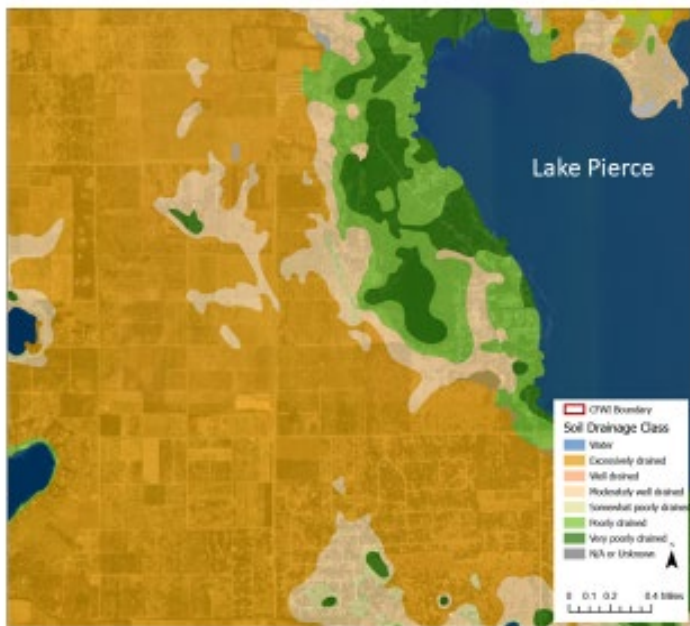 Lake Pierce
CFWI Boundary
Soil Drainage Class
Water
Excessively drained
Well drained
Moderately well drained
Somewhat poorly drained
Poorly drained
Very poorly drained
N/A or Unknown
N
0 0.1 0.2 0.4 Miles